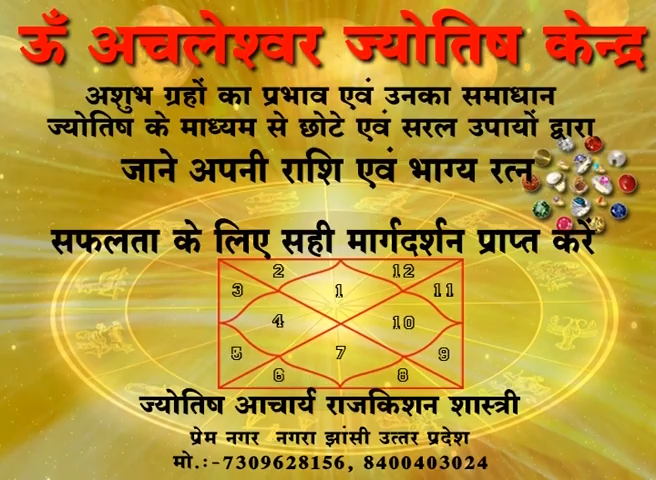 ऊँ अचलेश्वर ज्योतिष केन्द्र
अशुभ ग्रहों का प्रभाव एवं उनका समाधान
ज्योतिष के माध्यम से छोटे एवं सरल उपायों द्वारा
जाने अपनी राशि एवं भाग्य रत्न
सफलता के लिए सही मार्गदर्शन प्राप्त करें
2 12
3 1 11
4 10
5 7 9
6 8
ज्योतिष आचार्य राजकिशन शास्त्री
प्रेम नगर नगरा झांसी उत्तर प्रदेश
मो.:-7309628156, 8400403024